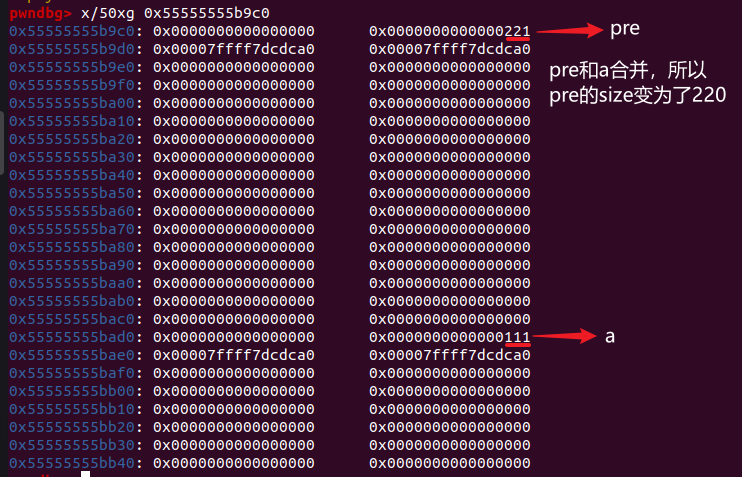 pwndbg> x/50xg 0x55555555b9c0
0x55555555b9c0: 0x0000000000000000 0x0000000000000221 pre
0x55555555b9d0: 0x00007ffff7dcdca0 0x00007ffff7dcdca0
0x55555555b9e0: 0x0000000000000000 0x0000000000000000 pre和a合并，所以
0x55555555b9f0: 0x0000000000000000 0x0000000000000000 pre的size变为了220
0x55555555ba00: 0x0000000000000000 0x0000000000000000
0x55555555ba10: 0x0000000000000000 0x0000000000000000
0x55555555ba20: 0x0000000000000000 0x0000000000000000
0x55555555ba30: 0x0000000000000000 0x0000000000000000
0x55555555ba40: 0x0000000000000000 0x0000000000000000
0x55555555ba50: 0x0000000000000000 0x0000000000000000
0x55555555ba60: 0x0000000000000000 0x0000000000000000
0x55555555ba70: 0x0000000000000000 0x0000000000000000
0x55555555ba80: 0x0000000000000000 0x0000000000000000
0x55555555ba90: 0x0000000000000000 0x0000000000000000
0x55555555baa0: 0x0000000000000000 0x0000000000000000
0x55555555bab0: 0x0000000000000000 0x0000000000000000
0x55555555bac0: 0x0000000000000000 0x0000000000000000
0x55555555bad0: 0x0000000000000000 0x0000000000000111 a
0x55555555bae0: 0x00007ffff7dcdca0 0x00007ffff7dcdca0
0x55555555baf0: 0x0000000000000000 0x0000000000000000
0x55555555bb00: 0x0000000000000000 0x0000000000000000
0x55555555bb10: 0x0000000000000000 0x0000000000000000
0x55555555bb20: 0x0000000000000000 0x0000000000000000
0x55555555bb30: 0x0000000000000000 0x0000000000000000
0x55555555bb40: 0x0000000000000000 0x0000000000000000